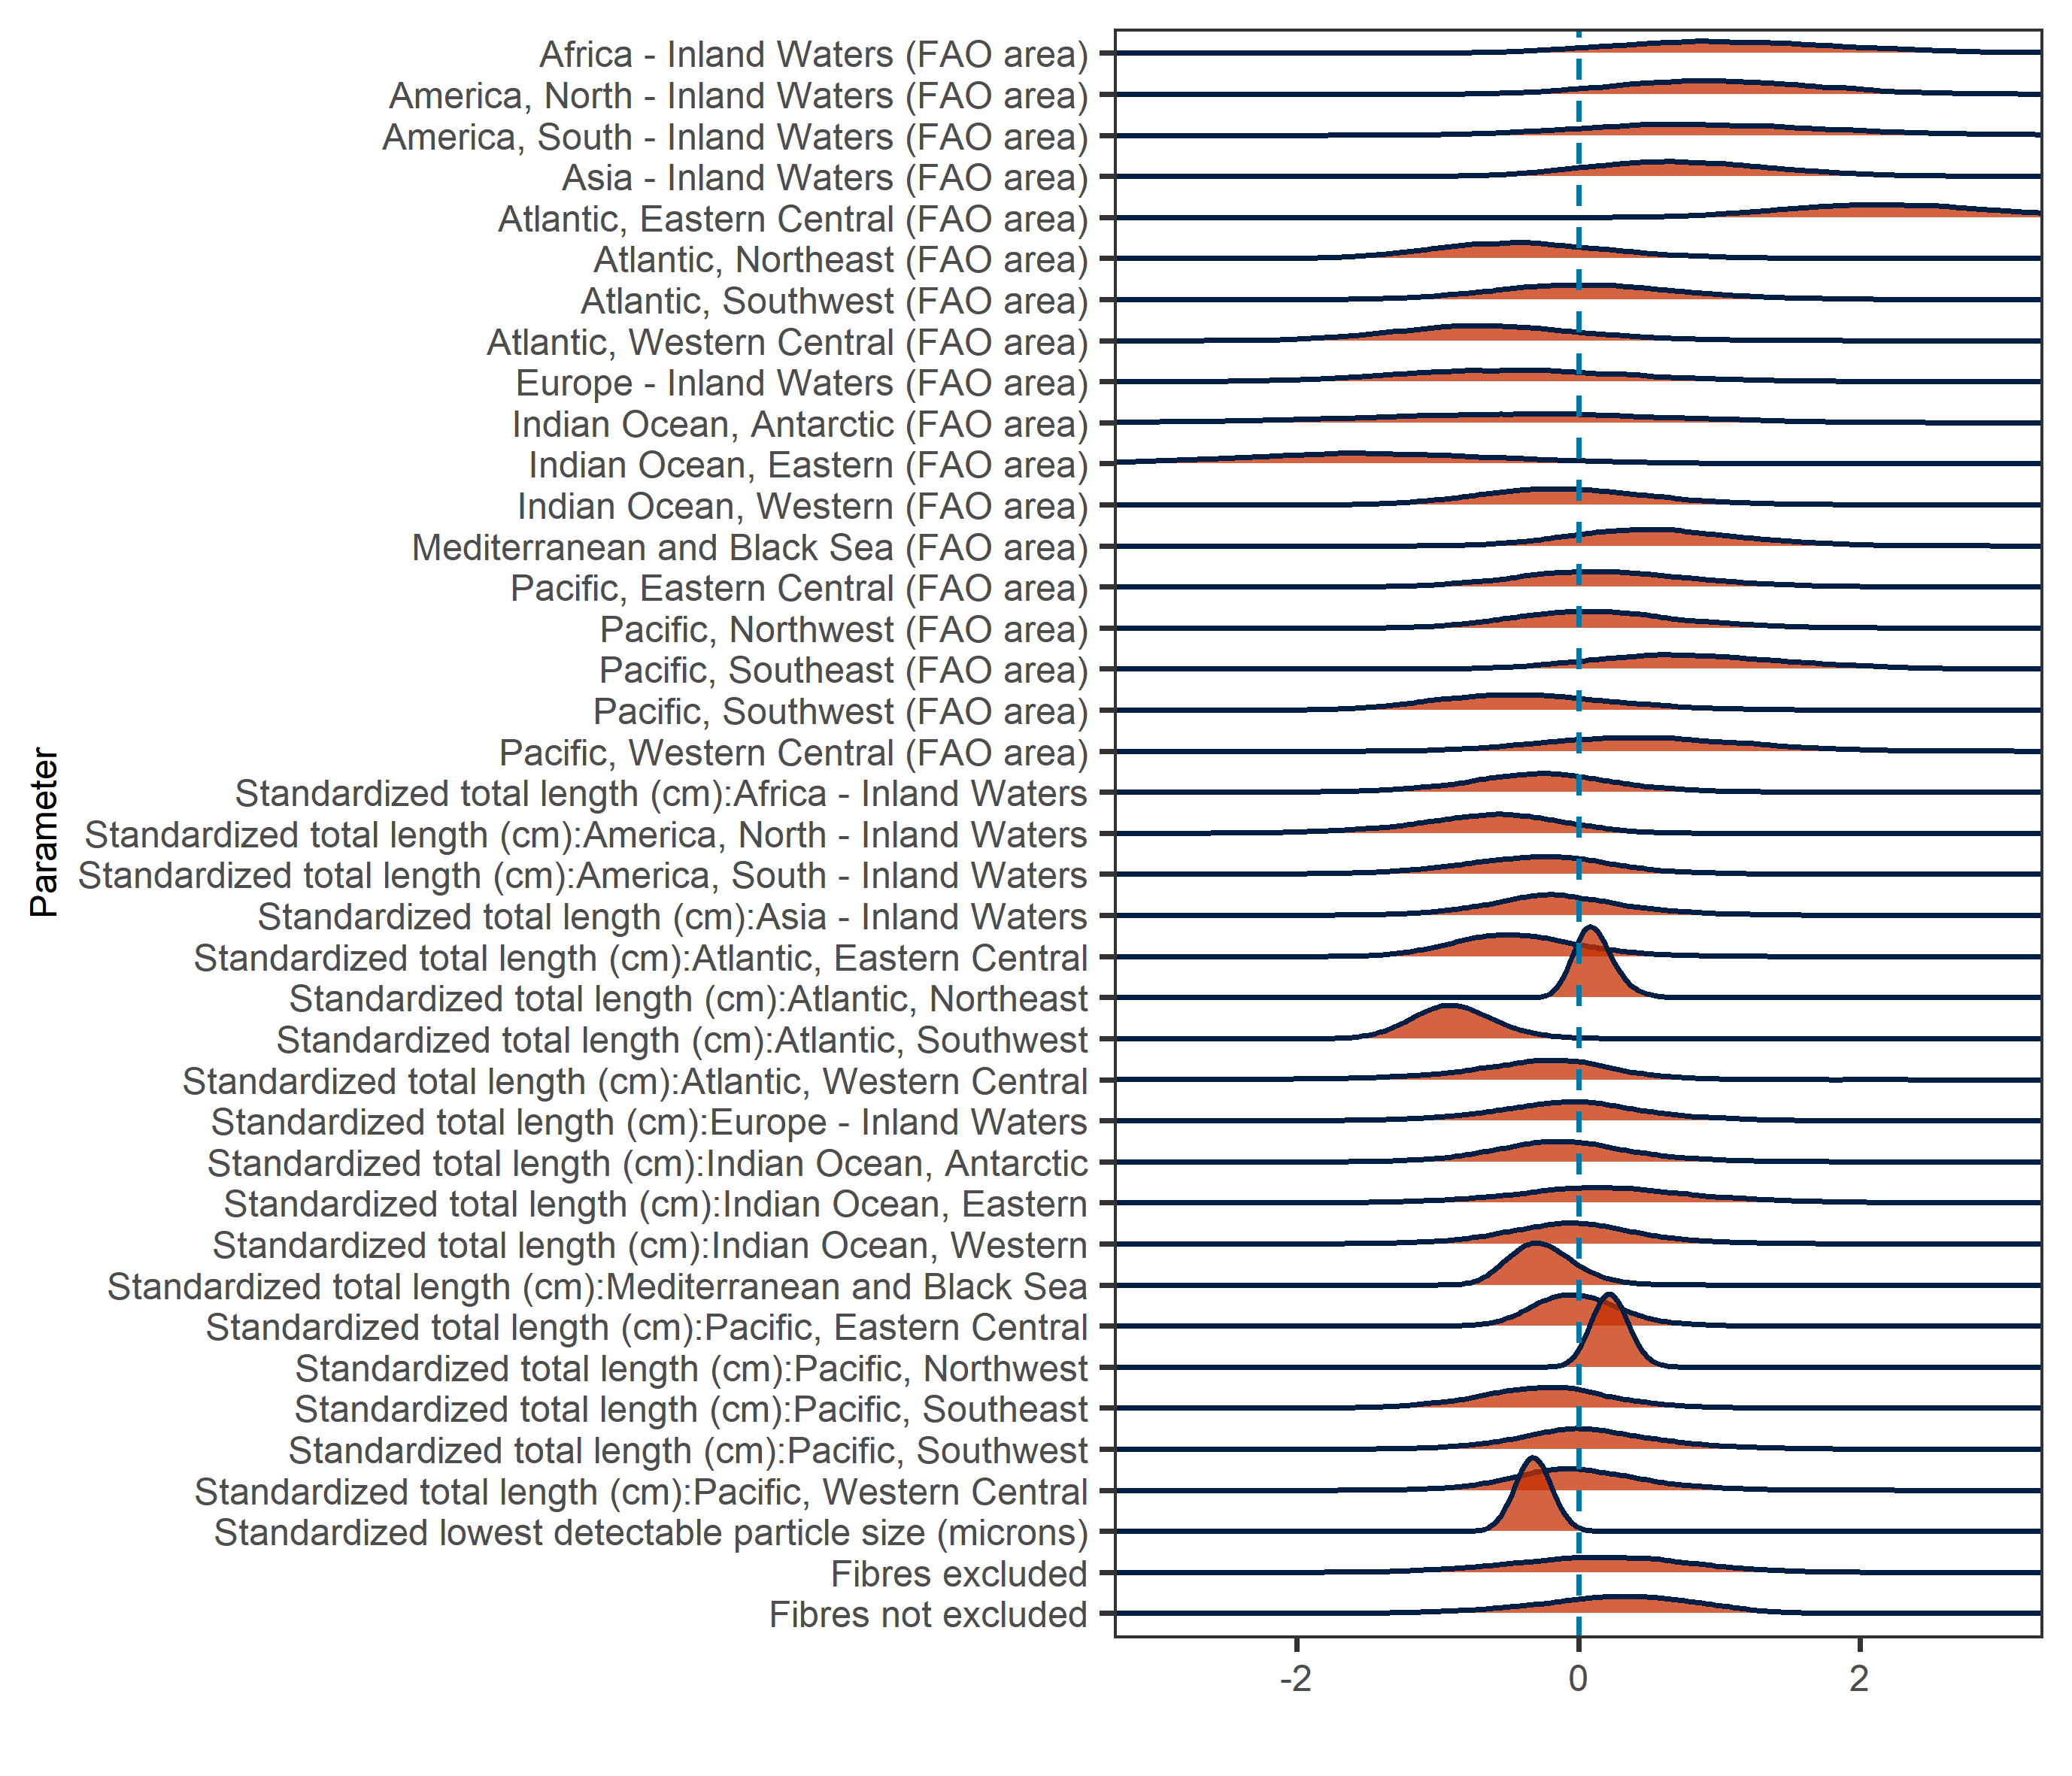 Africa - Inland Waters (FAO area)
America, North - Inland Waters (FAO area)
America, South - Inland Waters (FAO area)
Asia - Inland Waters (FAO area)
Atlantic, Eastern Central (FAO area)
Atlantic, Northeast (FAO area)
Atlantic, Southwest (FAO area)
Atlantic, Western Central (FAO area)
Europe - Inland Waters (FAO area)
Indian Ocean, Antarctic (FAO area)
Indian Ocean, Eastern (FAO area)
Indian Ocean, Western (FAO area)
Mediterranean and Black Sea (FAO area)
Pacific, Eastern Central (FAO area)
Pacific, Northwest (FAO area)
Pacific, Southeast (FAO area)
Pacific, Southwest (FAO area)
Pacific, Western Central (FAO area)
Standardized total length (cm):Africa - Inland Waters
Standardized total length (cm):America, North - Inland Waters
Standardized total length (cm):America, South - Inland Waters
Standardized total length (cm):Asia - Inland Waters
Standardized total length (cm):Atlantic, Eastern Central
Standardized total length (cm):Atlantic, Northeast
Standardized total length (cm):Atlantic, Southwest
Standardized total length (cm):Atlantic, Western Central
Standardized total length (cm):Europe - Inland Waters
Standardized total length (cm):Indian Ocean, Antarctic
Standardized total length (cm):Indian Ocean, Eastern
Standardized total length (cm):Indian Ocean, Western
Standardized total length (cm):Mediterranean and Black Sea
Standardized total length (cm):Pacific, Eastern Central
Standardized total length (cm):Pacific, Northwest
Standardized total length (cm):Pacific, Southeast
Standardized total length (cm):Pacific, Southwest
Standardized total length (cm):Pacific, Western Central
Standardized lowest detectable particle size (microns)
Fibres excluded
Fibres not excluded
Parameter
-2 0 2